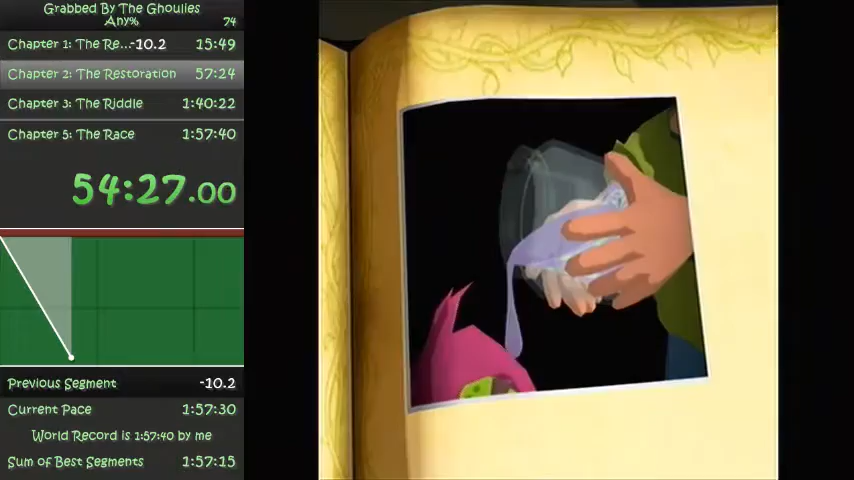 Grabbed By The Ghoulies
Any% 74
Chapter 1: The Re...-10.2 15:49
Chapter 2: The Restoration 57:24
Chapter 3: The Riddle 1:40:22
Chapter 5: The Race 1:57:40
54:27.00
Previous Segment -10.2
Current Pace 1:57:30
World Record is 1:57:40 by me
Sum of Best Segments 1:57:15